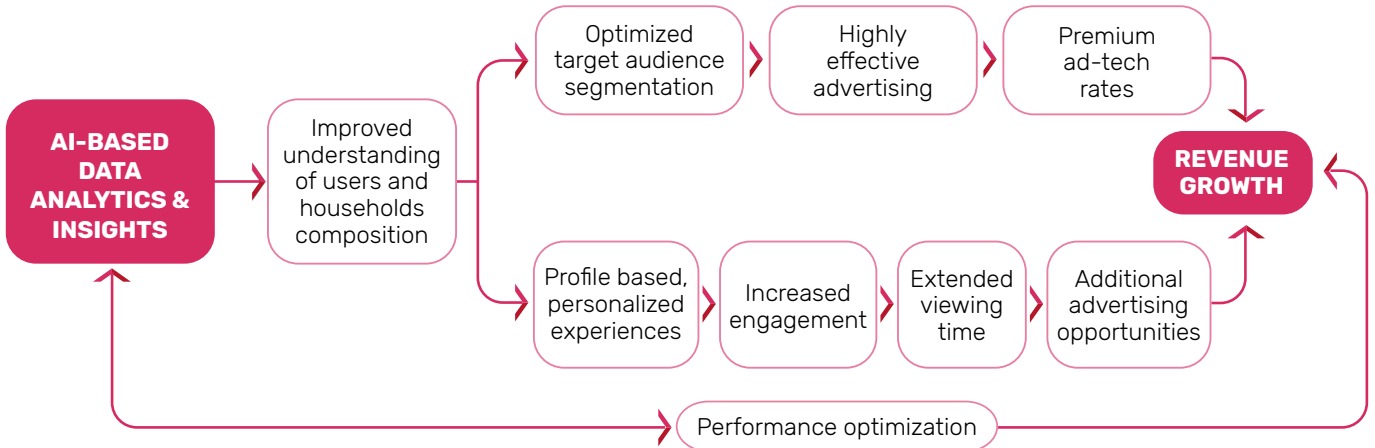 AI-BASED
DATA
ANALYTICS &
INSIGHTS
Improved
understanding
of users and
households
composition
Optimized
target audience
segmentation
Highly
effective
advertising
Premium
ad-tech
rates
Profile based,
personalized
experiences
Increased
engagement
Extended
viewing
time
Additional
advertising
opportunities
REVENUE
GROWTH
Performance optimization